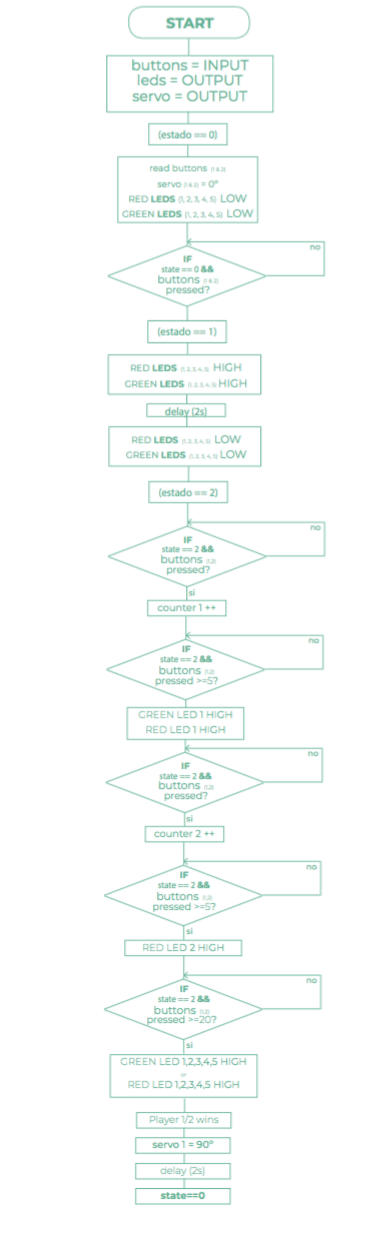 START
buttons = INPUT
leds = OUTPUT
servo = OUTPUT
(estado == 0)
read buttons (1 & 2)
servo (1 & 2) = 0º
RED LEDS (1, 2, 3, 4, 5) LOW
GREEN LEDS (1, 2, 3, 4, 5) LOW
no
IF
state == 0 &&
buttons (1 & 2)
pressed?
(estado == 1)
RED LEDS (1, 2, 3, 4, 5) HIGH
GREEN LEDS (1, 2, 3, 4, 5) HIGH
delay (2s)
RED LEDS (1, 2, 3, 4, 5) LOW
GREEN LEDS (1, 2, 3, 4, 5) LOW
(estado == 2)
no
IF
state == 2 &&
buttons (1,2)
pressed?
si
counter 1 ++
no
IF
state == 2 &&
buttons (1,2)
pressed >=5?
GREEN LED 1 HIGH
RED LED 1 HIGH
no
IF
state == 2 &&
buttons (1,2)
pressed?
si
counter 2 ++
no
IF
state == 2 &&
buttons (1,2)
pressed >=5?
si
RED LED 2 HIGH
no
IF
state == 2 &&
buttons (1,2)
pressed >=20?
si
GREEN LED 1,2,3,4,5 HIGH
or
RED LED 1,2,3,4,5 HIGH
Player 1/2 wins
servo 1 = 90º
delay (2s)
state==0